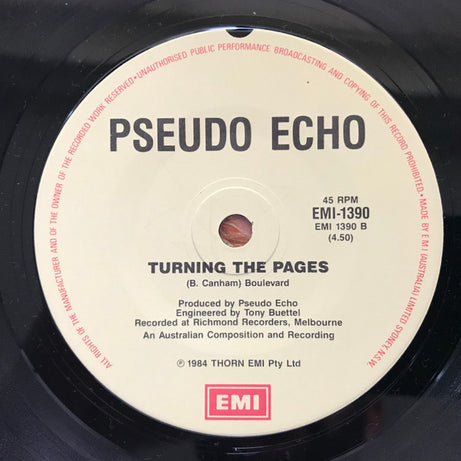 ALL RIGHTS OF THE MANUFACTURER AND OF THE OWNER OF THE RECORDED WORK RESERVED • UNAUTHORISED PUBLIC PERFORMANCE BROADCASTING AND COPYING OF THIS RECORD PROHIBITED • MADE BY E M I (AUSTRALIA) LIMITED SYDNEY, N.S.W.
PSEUDO ECHO
45 RPM
EMI-1390
EMI 1390 B
(4.50)
TURNING THE PAGES
(B. Canham) Boulevard
Produced by Pseudo Echo
Engineered by Tony Buettel
Recorded at Richmond Recorders, Melbourne
An Australian Composition and Recording
℗ 1984 THORN EMI Pty Ltd
EMI